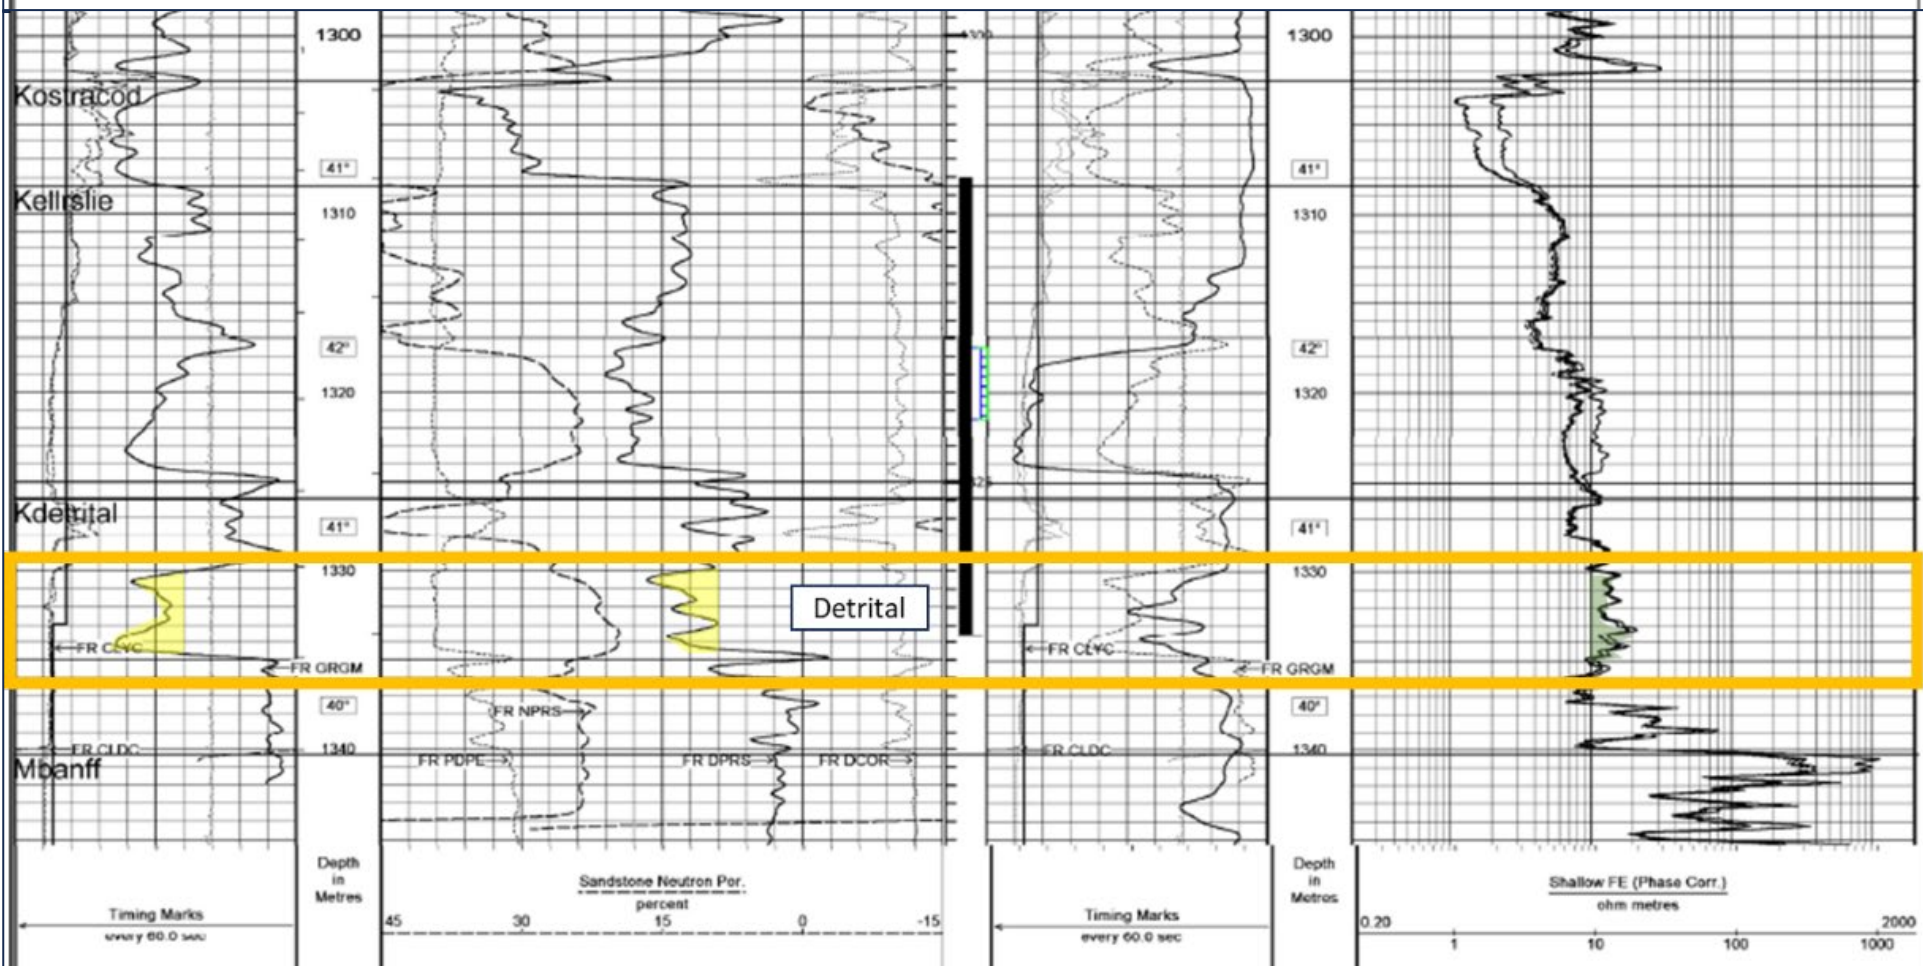 1300
1300
1300
Kostracod
41°
41°
Kellrslie
1310
1310
42°
42°
1320
1320
Kdetrital
41°
41°
1330
1330
Detrital
FR CLYC
FR CLYC
FR GRGM
FR GRGM
40°
40°
FR NPRS
FR CLDC
1340
FR CLDC
1340
Mbanff
FR PDPE
FR DPRS
FR DCOR
Depth
in
Metres
Sandstone Neutron Por.
percent
45 30 15 0 -15
Timing Marks
every 60.0 sec
Timing Marks
every 60.0 sec
Depth
in
Metres
Shallow FE (Phase Corr.)
ohm metres
0.20 2000
1 10 100 1000